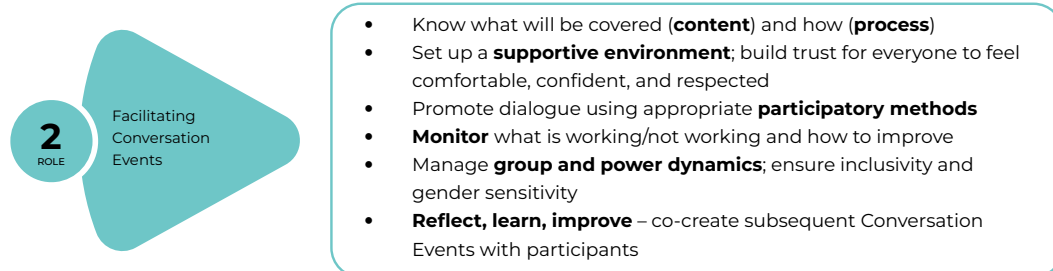 2
ROLE
Facilitating
Conversation
Events
• Know what will be covered (content) and how (process)
• Set up a supportive environment; build trust for everyone to feel
comfortable, confident, and respected
• Promote dialogue using appropriate participatory methods
• Monitor what is working/not working and how to improve
• Manage group and power dynamics; ensure inclusivity and
gender sensitivity
• Reflect, learn, improve – co-create subsequent Conversation
Events with participants